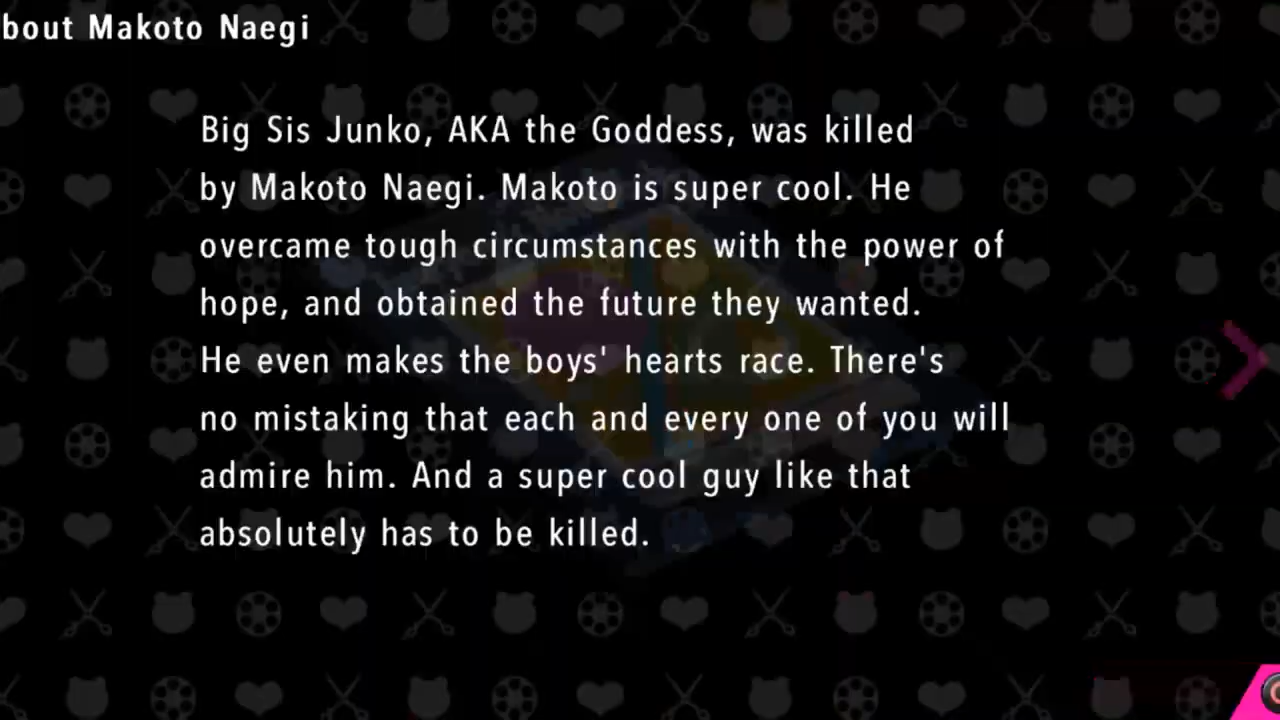 bout Makoto Naegi
Big Sis Junko, AKA the Goddess, was killed
by Makoto Naegi. Makoto is super cool. He
overcame tough circumstances with the power of
hope, and obtained the future they wanted.
He even makes the boys' hearts race. There's
no mistaking that each and every one of you will
admire him. And a super cool guy like that
absolutely has to be killed.